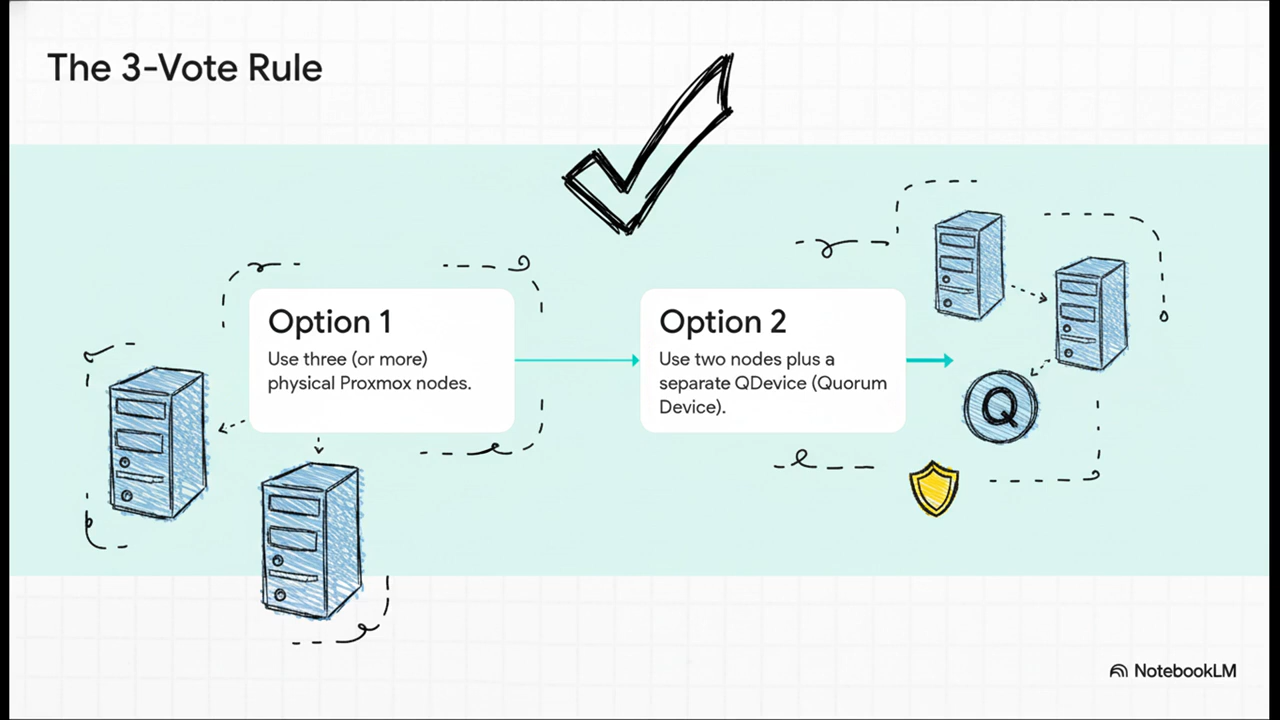 The 3-Vote Rule
Option 1
Use three (or more)
physical Proxmox nodes.
Option 2
Use two nodes plus a
separate QDevice (Quorum
Device).
Q
NotebookLM